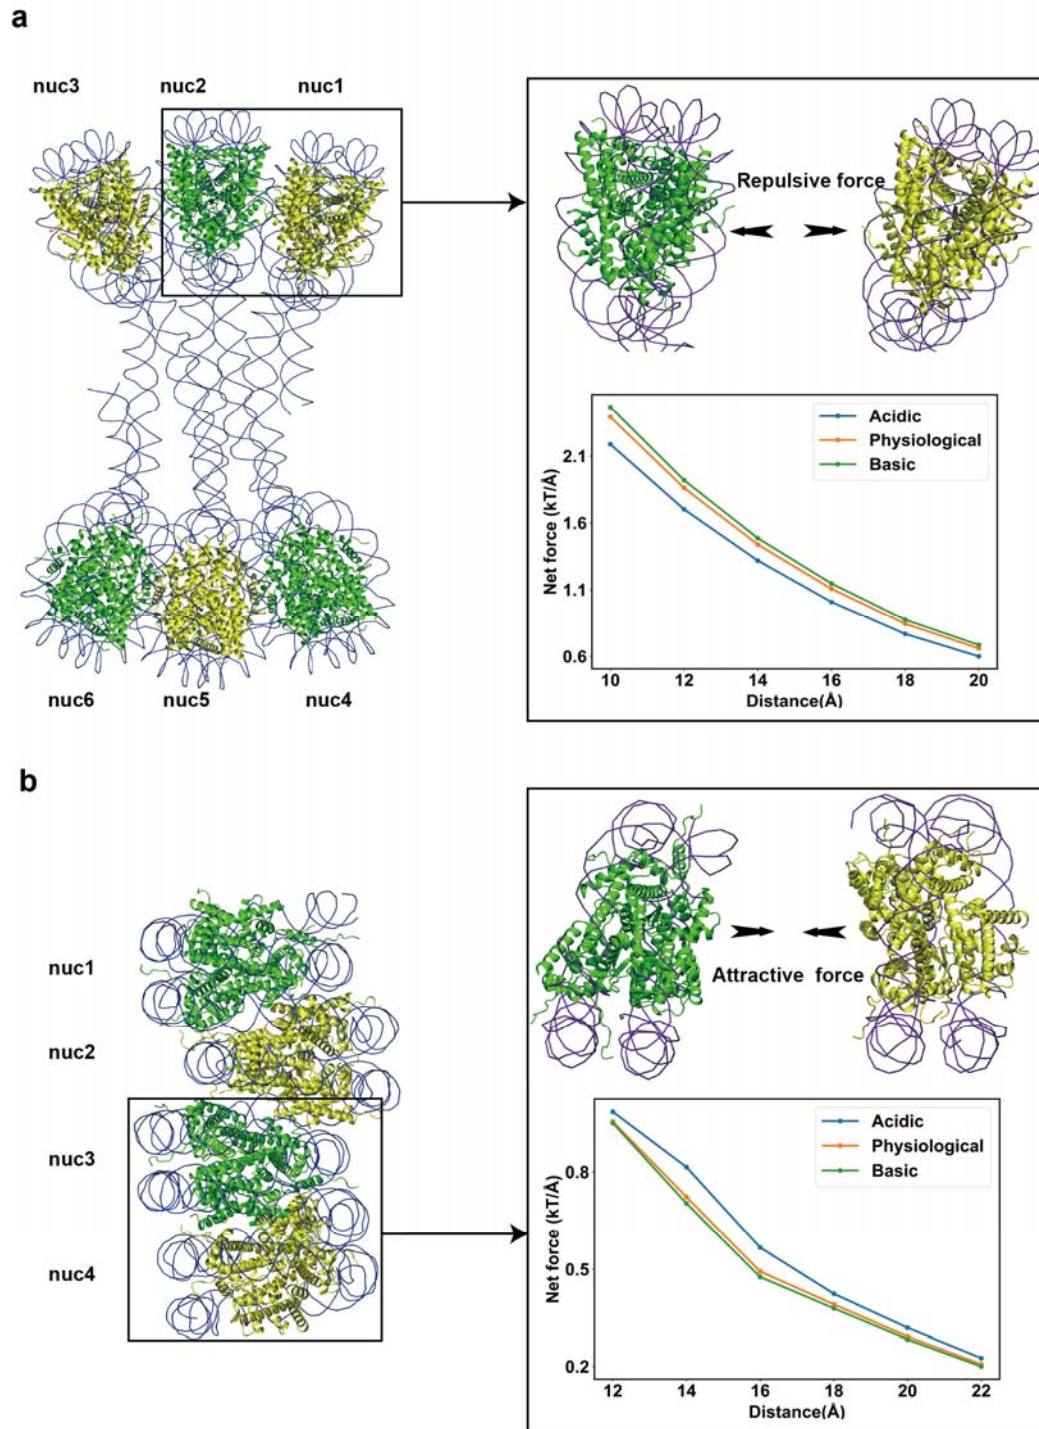 a
nuc3 nuc2 nuc1
Repulsive force
Acidic
Physiological
Basic
Net force (kT/Å)
2.1
1.6
1.1
0.6
10 12 14 16 18 20
Distance(Å)
nuc6 nuc5 nuc4
b
nuc1
nuc2
nuc3
nuc4
Attractive force
Acidic
Physiological
Basic
Net force (kT/Å)
0.8
0.5
0.2
12 14 16 18 20 22
Distance(Å)